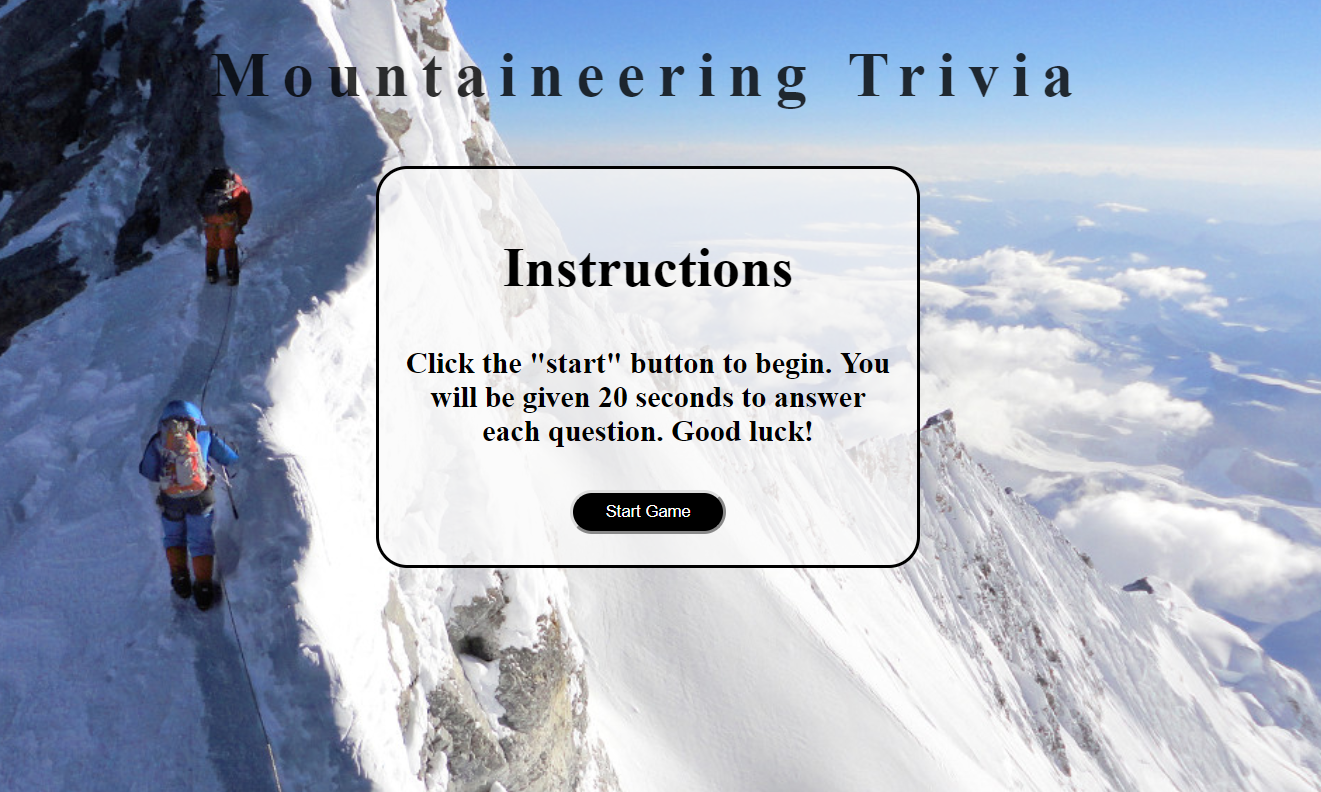 Mountaineering Trivia
Instructions
Click the "start" button to begin. You
will be given 20 seconds to answer
each question. Good luck!
Start Game